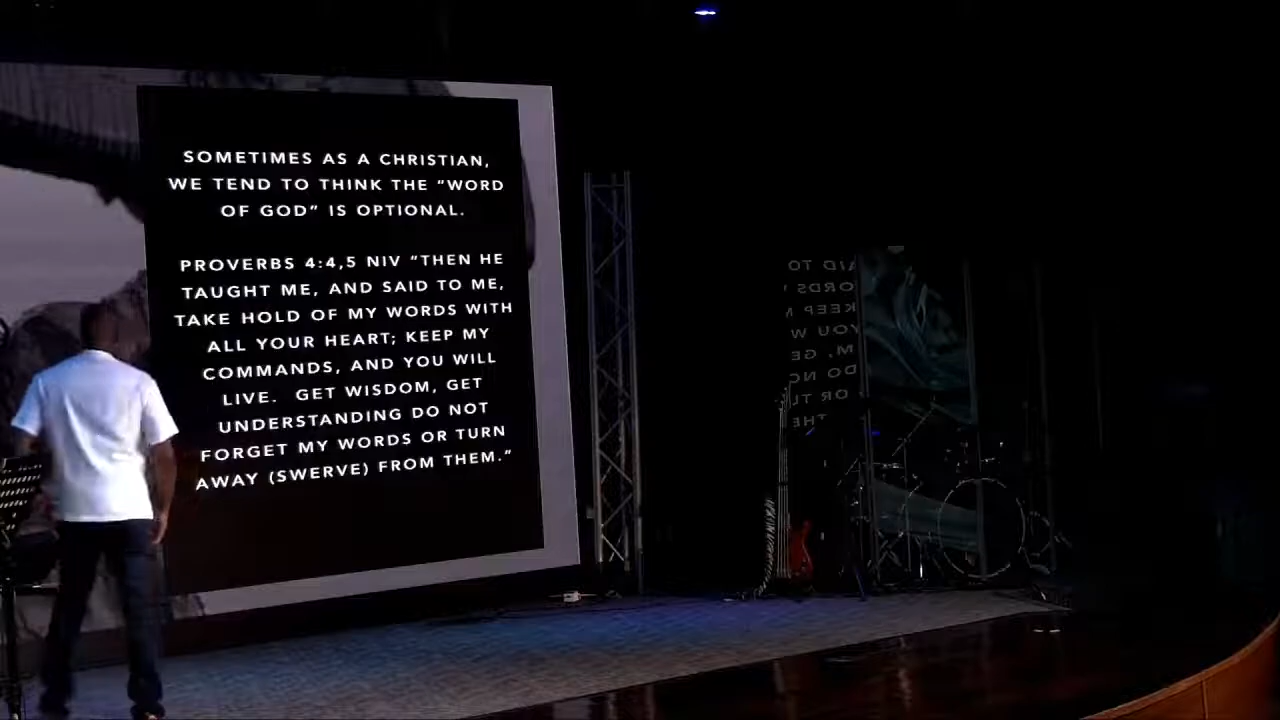 SOMETIMES AS A CHRISTIAN,
WE TEND TO THINK THE "WORD
OF GOD" IS OPTIONAL.
PROVERBS 4:4,5 NIV "THEN HE
TAUGHT ME, AND SAID TO ME,
TAKE HOLD OF MY WORDS WITH
ALL YOUR HEART; KEEP MY
COMMANDS, AND YOU WILL
LIVE. GET WISDOM, GET
UNDERSTANDING DO NOT
FORGET MY WORDS OR TURN
AWAY (SWERVE) FROM THEM."